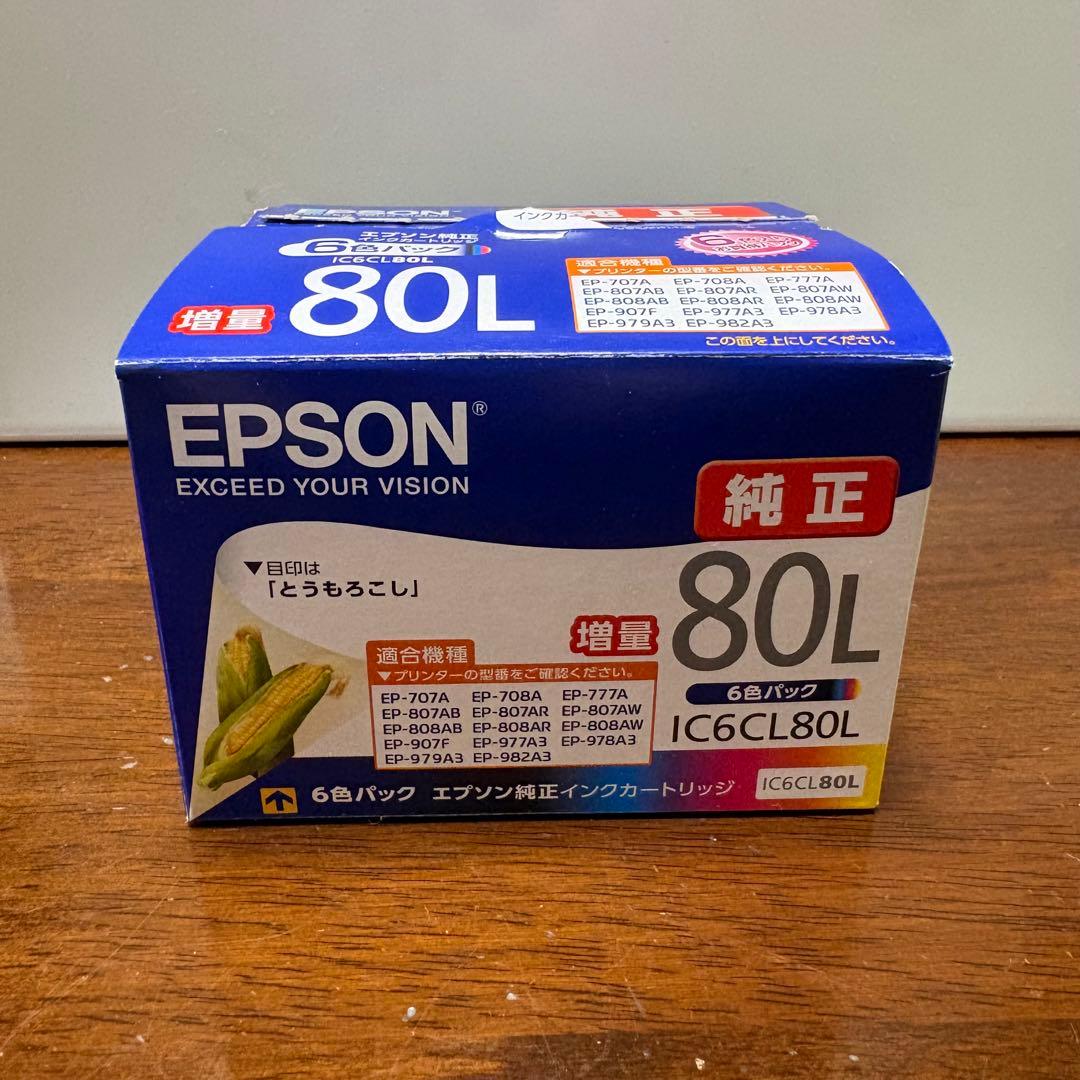 EPSON
インクカ
純正
エプソン純正
インクカートリッジ
6色パック
IC6CL80L
増量 80L
適合機種
▼プリンターの型番をご確認ください。
EP-707A EP-708A EP-777A
EP-807AB EP-807AR EP-807AW
EP-808AB EP-808AR EP-808AW
EP-907F EP-977A3 EP-978A3
EP-979A3 EP-982A3
この面を上にしてください。
EPSON®
EXCEED YOUR VISION
純正
▼目印は
「とうもろこし」
増量 80L
6色パック
IC6CL80L
適合機種
▼プリンターの型番をご確認ください。
EP-707A EP-708A EP-777A
EP-807AB EP-807AR EP-807AW
EP-808AB EP-808AR EP-808AW
EP-907F EP-977A3 EP-978A3
EP-979A3 EP-982A3
6色パック エプソン純正インクカートリッジ
IC6CL80L